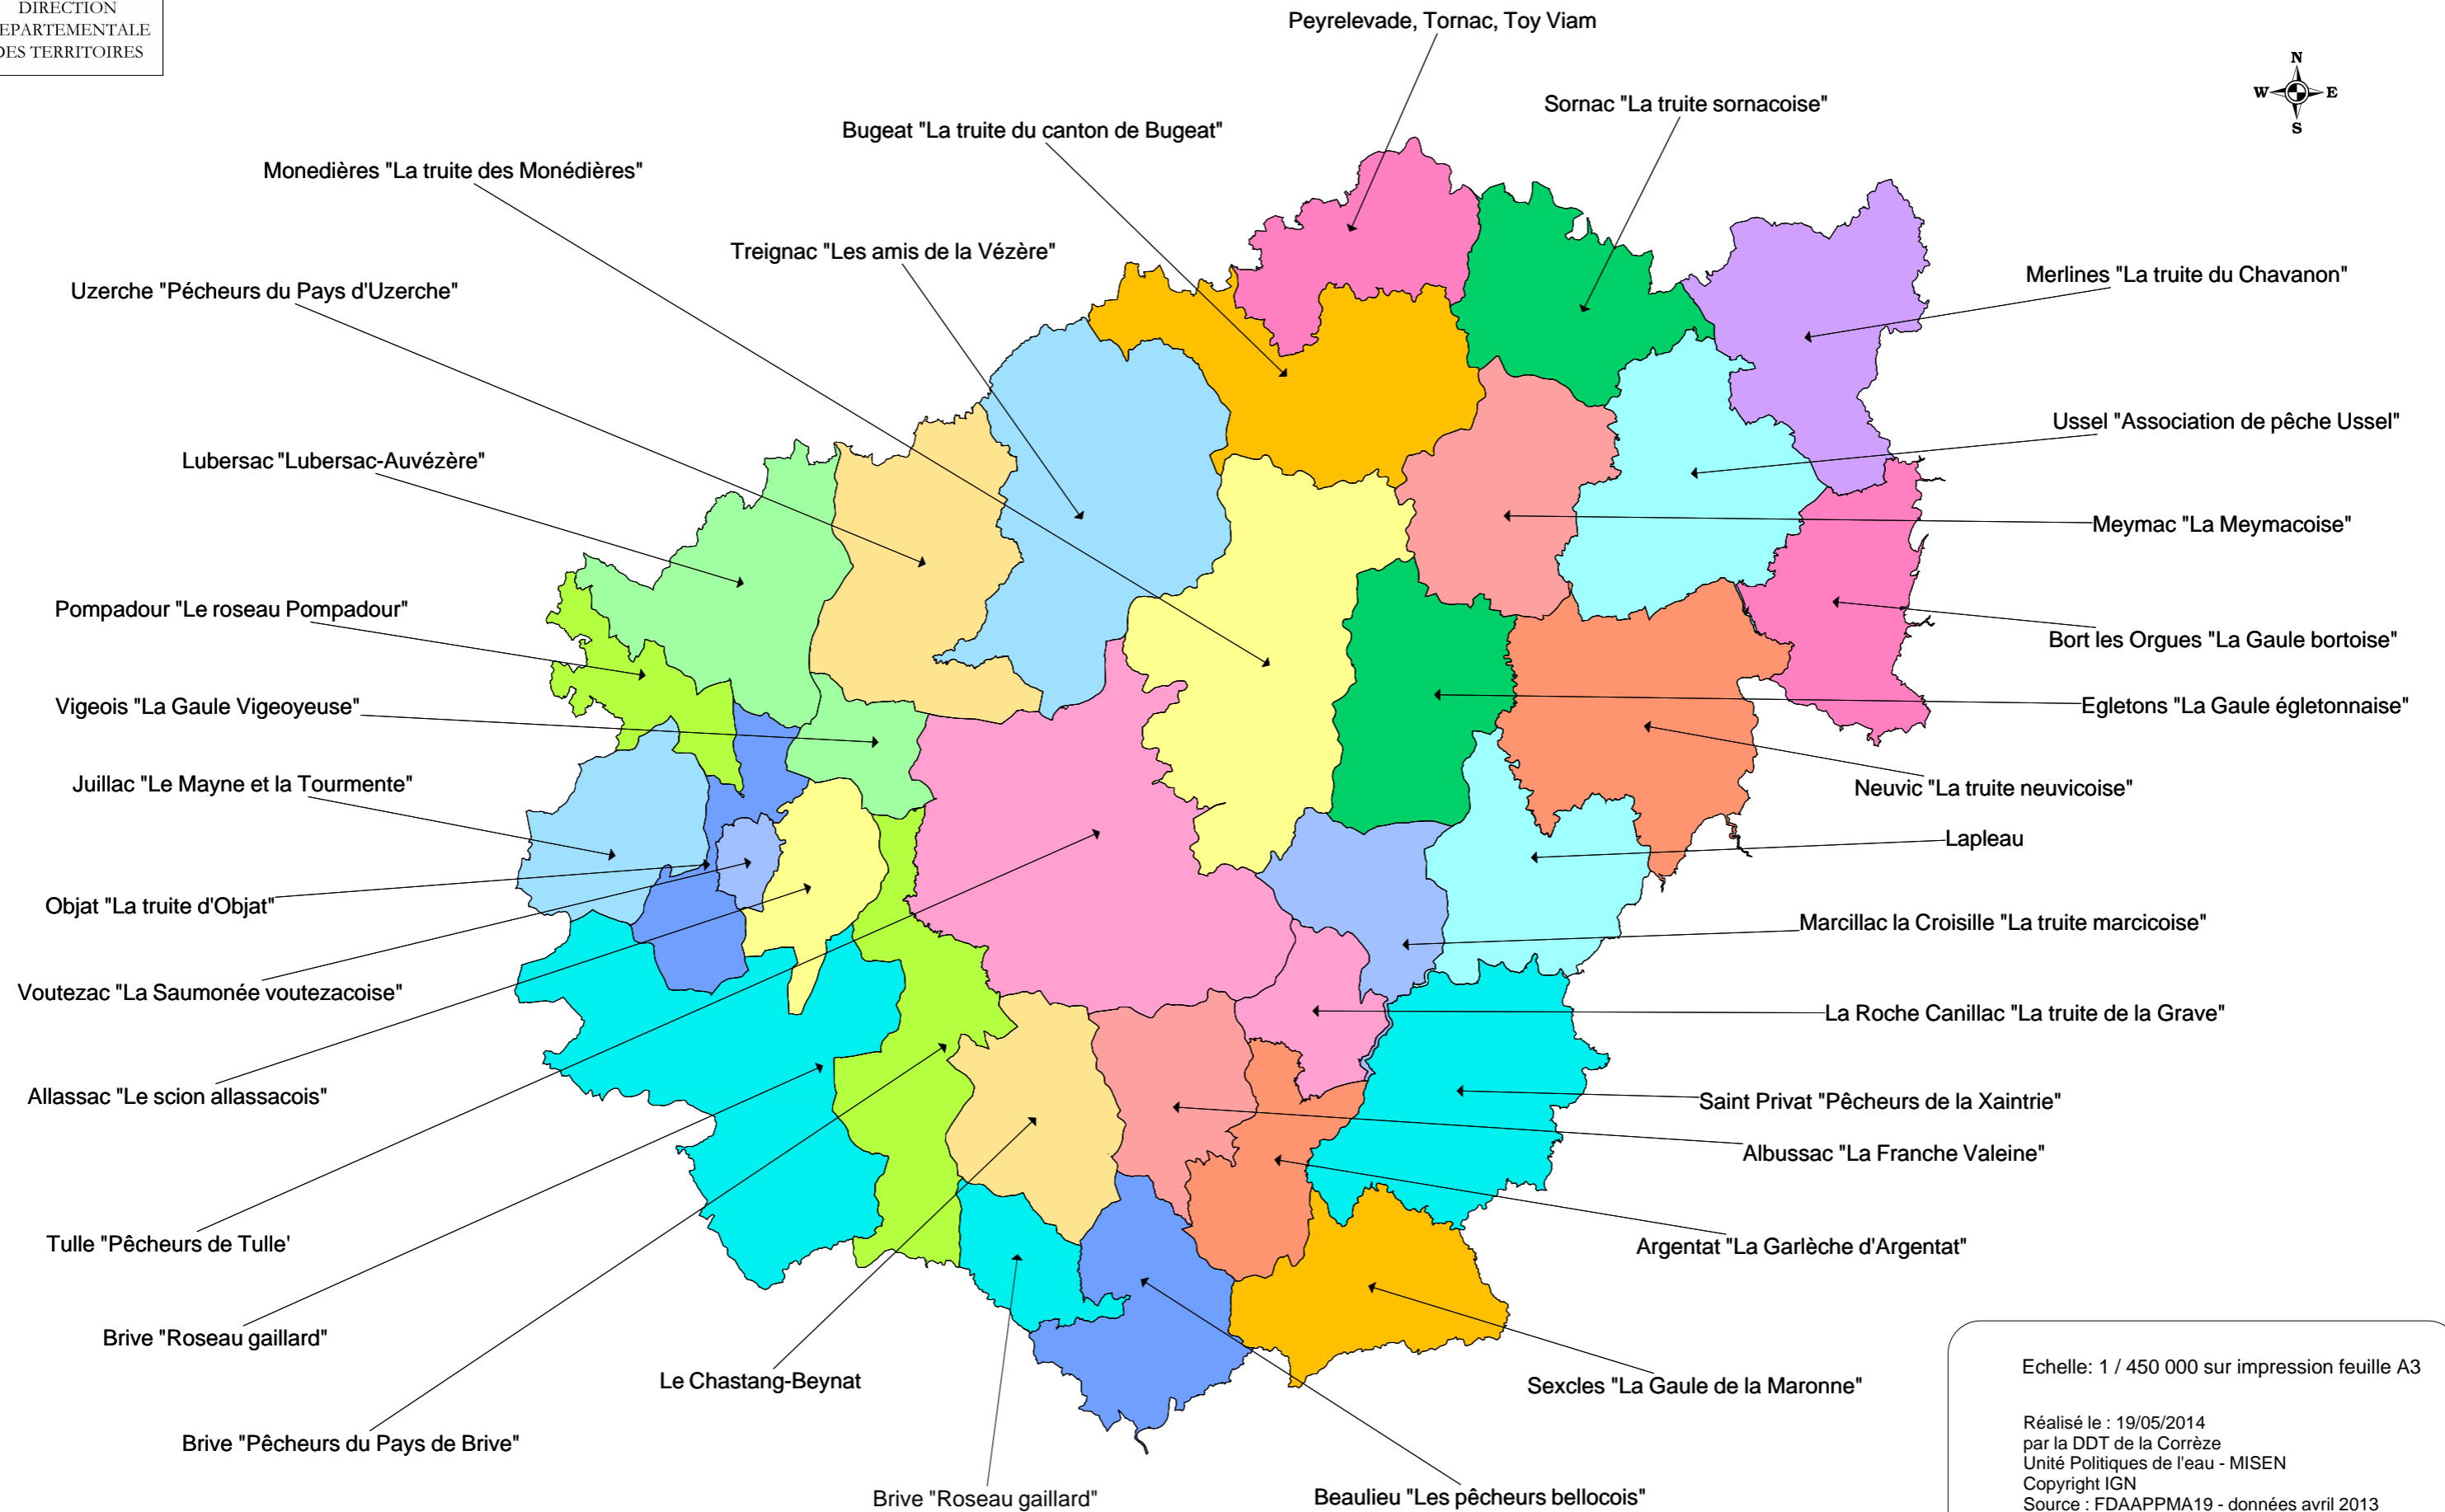 DIRECTION
EPARTEMENTALE
DES TERRITOIRES
Peyrelevade, Tornac, Toy Viam
N
W
E
S
Sornac "La truite sornacoise"
Bugeat "La truite du canton de Bugeat"
Monedières "La truite des Monédières"
Treignac "Les amis de la Vézère"
Merlines "La truite du Chavanon"
Uzerche "Pécheurs du Pays d'Uzerche"
Ussel "Association de pêche Ussel"
Lubersac "Lubersac-Auvézère"
Meymac "La Meymacoise"
Pompadour "Le roseau Pompadour"
Bort les Orgues "La Gaule bortoise"
Vigeois "La Gaule Vigeoyeuse"
Egletons "La Gaule égletonnaise"
Juillac "Le Mayne et la Tourmente"
Neuvic "La truite neuvicoise"
Lapleau
Objat "La truite d'Objat"
Marcillac la Croisille "La truite marcicoise"
Voutezac "La Saumonée voutezacoise"
La Roche Canillac "La truite de la Grave"
Allassac "Le scion allassacois"
Saint Privat "Pêcheurs de la Xaintrie"
Albussac "La Franche Valeine"
Tulle "Pêcheurs de Tulle'
Argentat "La Garlèche d'Argentat"
Brive "Roseau gaillard"
Le Chastang-Beynat
Sexcles "La Gaule de la Maronne"
Brive "Pêcheurs du Pays de Brive"
Brive "Roseau gaillard"
Beaulieu "Les pêcheurs bellocois"
Echelle: 1 / 450 000 sur impression feuille A3
Réalisé le : 19/05/2014
par la DDT de la Corrèze
Unité Politiques de l'eau - MISEN
Copyright IGN
Source : FDAAPPMA19 - données avril 2013